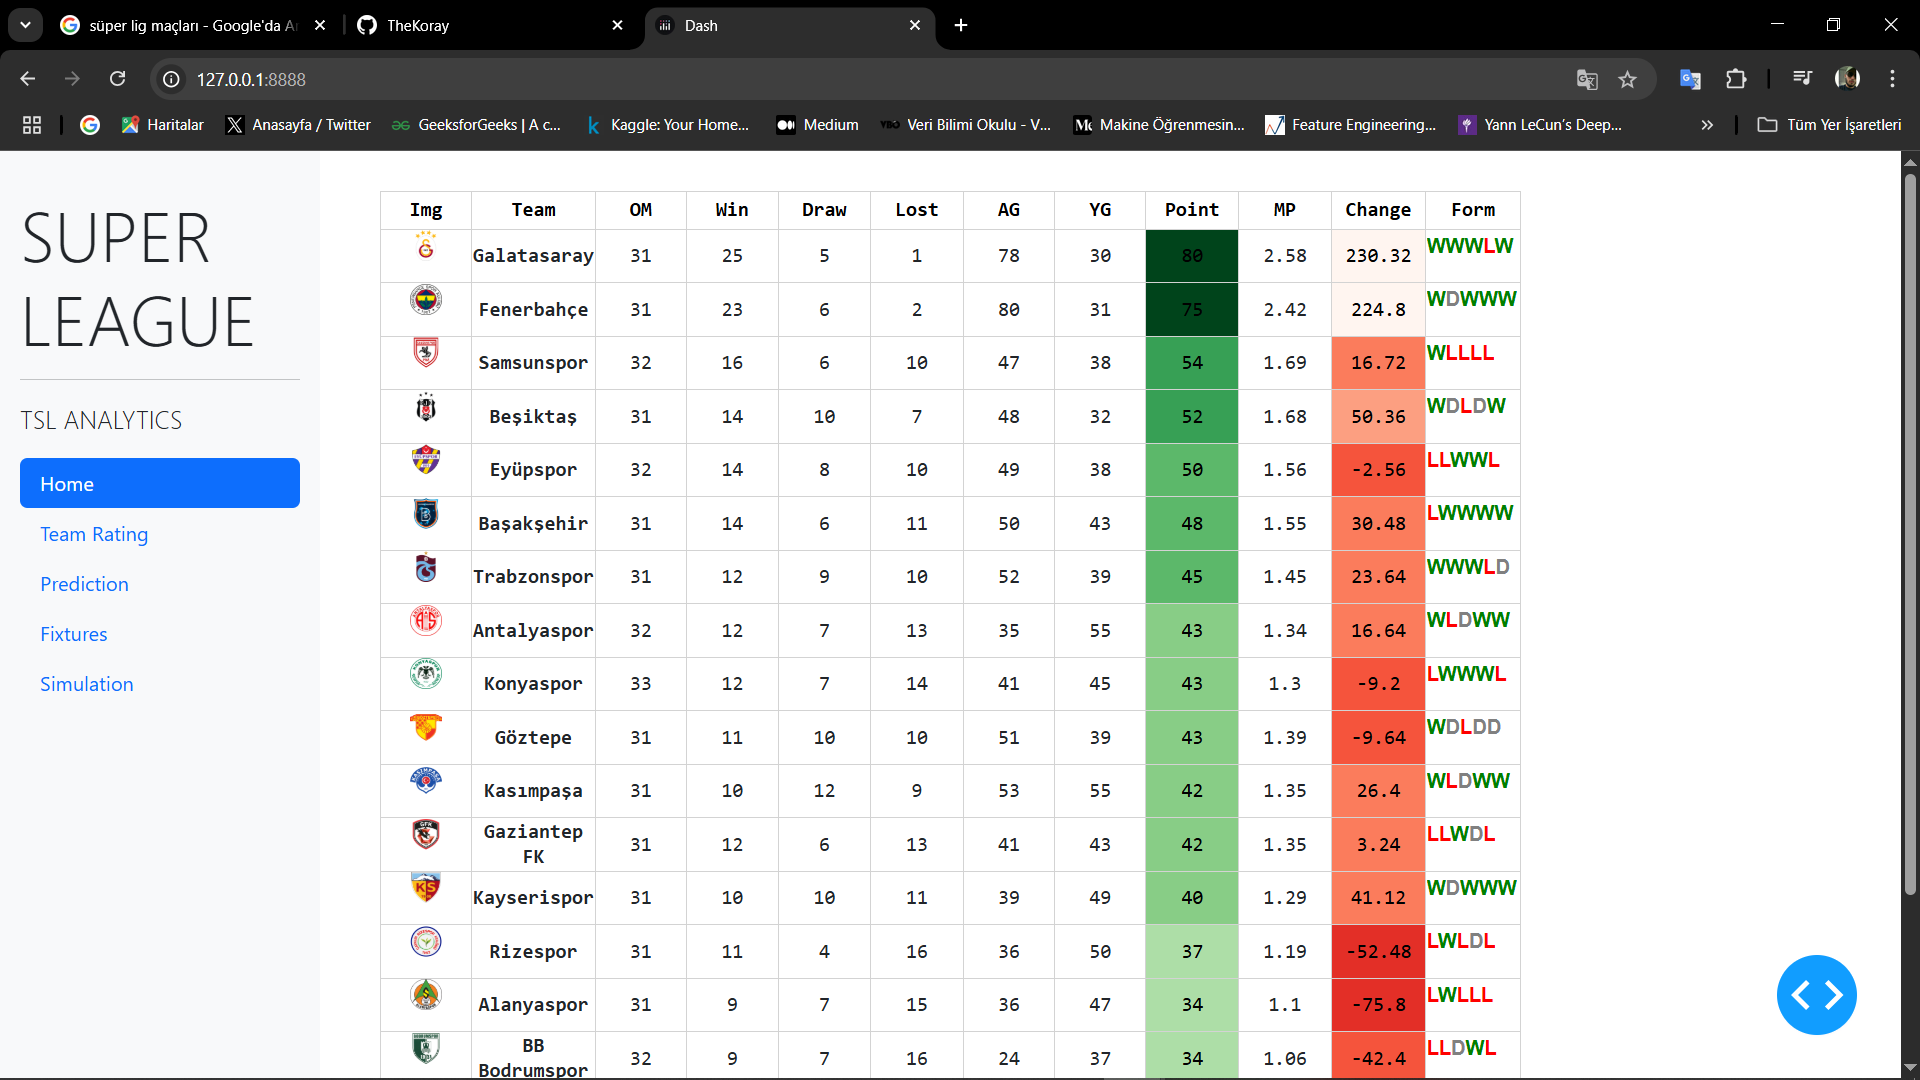 süper lig maçları - Google'da Ar
TheKoray
Dash
127.0.0.1:8888
Haritalar
Anasayfa / Twitter
GeeksforGeeks | A c...
Kaggle: Your Home...
Medium
Veri Bilimi Okulu - V...
Makine Öğrenmesin...
Feature Engineering...
Yann LeCun's Deep...
Tüm Yer İşaretleri
SUPER
LEAGUE
TSL ANALYTICS
Home
Team Rating
Prediction
Fixtures
Simulation
Img Team OM Win Draw Lost AG YG Point MP Change Form
Galatasaray 31 25 5 1 78 30 80 2.58 230.32 WWWLW
Fenerbahçe 31 23 6 2 80 31 75 2.42 224.8 WDWWW
Samsunspor 32 16 6 10 47 38 54 1.69 16.72 WLLLL
Beşiktaş 31 14 10 7 48 32 52 1.68 50.36 WDLDW
Eyüpspor 32 14 8 10 49 38 50 1.56 -2.56 LLWWL
Başakşehir 31 14 6 11 50 43 48 1.55 30.48 LWWWW
Trabzonspor 31 12 9 10 52 39 45 1.45 23.64 WWWLD
Antalyaspor 32 12 7 13 35 55 43 1.34 16.64 WLDWW
Konyaspor 33 12 7 14 41 45 43 1.3 -9.2 LWWWL
Göztepe 31 11 10 10 51 39 43 1.39 -9.64 WDLDD
Kasımpaşa 31 10 12 9 53 55 42 1.35 26.4 WLDWW
Gaziantep
FK 31 12 6 13 41 43 42 1.35 3.24 LLWDL
Kayserispor 31 10 10 11 39 49 40 1.29 41.12 WDWWW
Rizespor 31 11 4 16 36 50 37 1.19 -52.48 LWLDL
Alanyaspor 31 9 7 15 36 47 34 1.1 -75.8 LWLLL
BB
Bodrumspor 32 9 7 16 24 37 34 1.06 -42.4 LLDWL